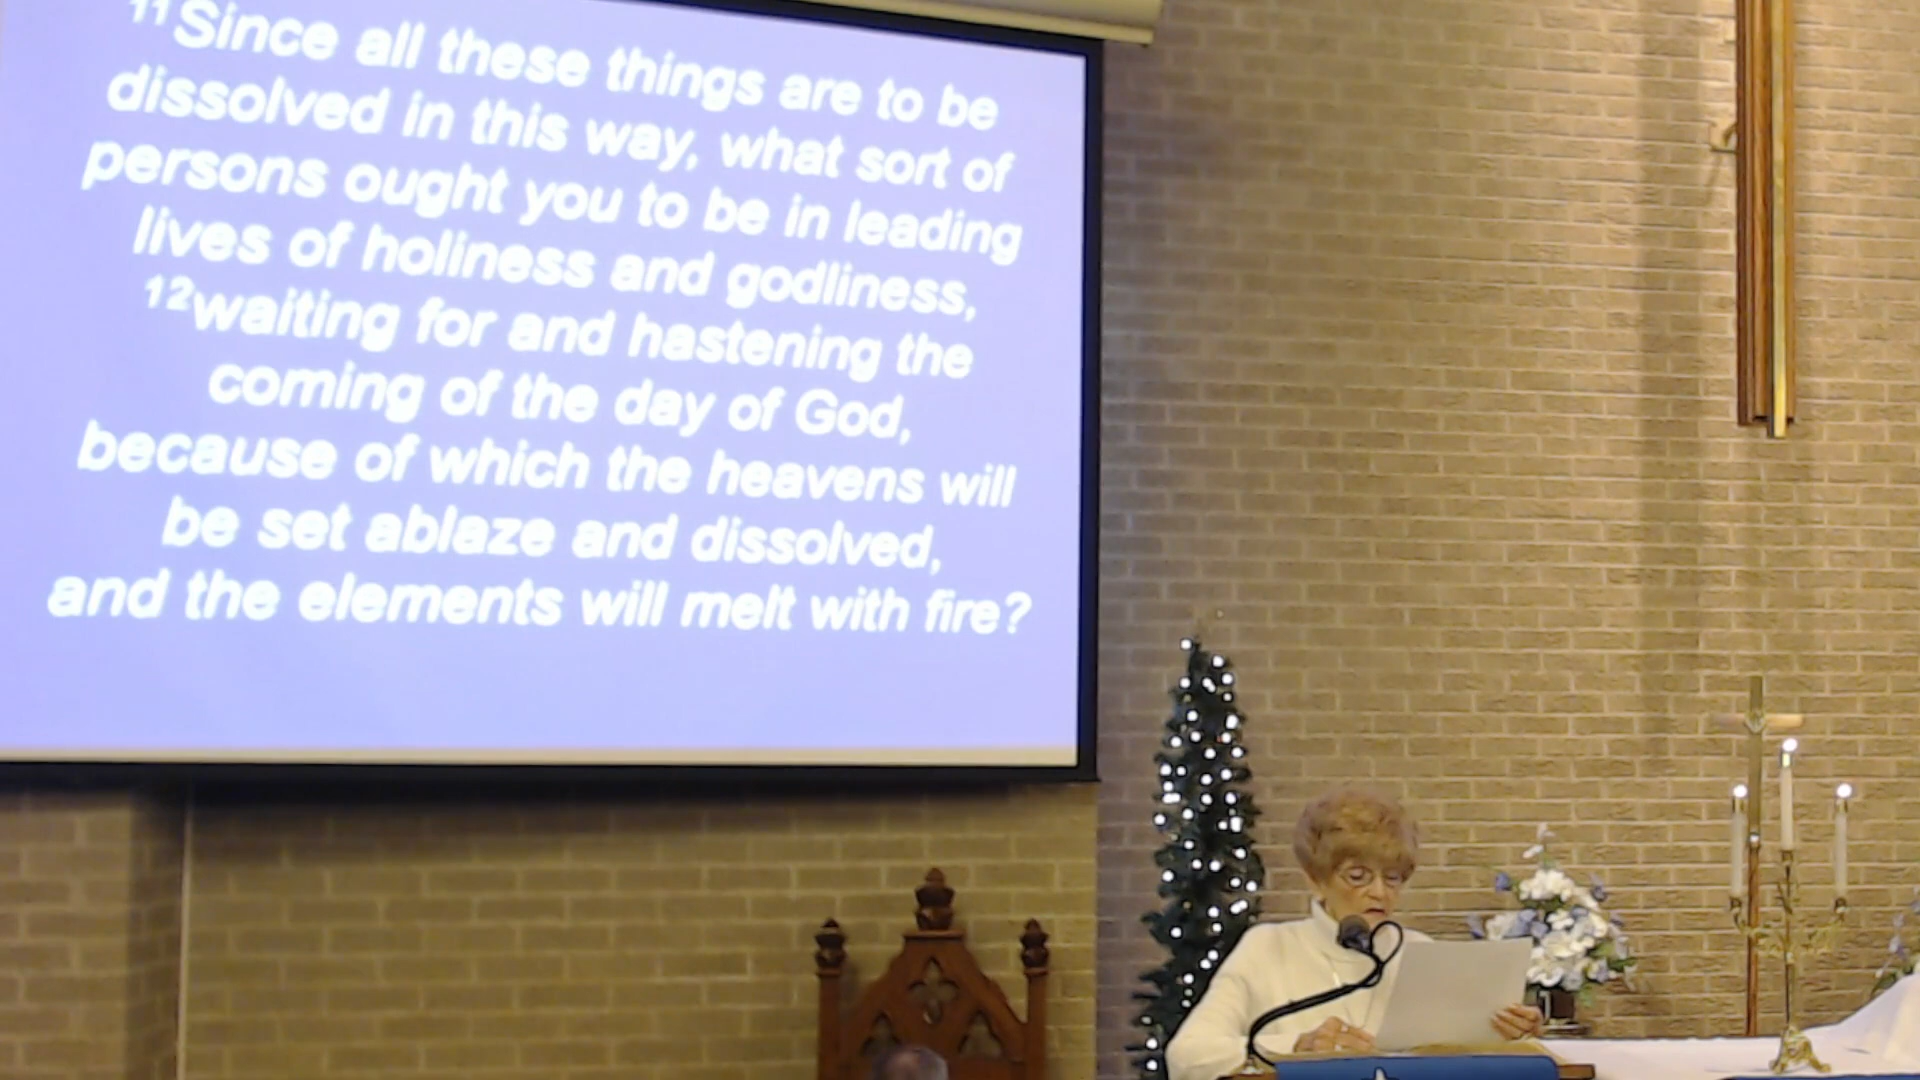 ¹¹Since all these things are to be
dissolved in this way, what sort of
persons ought you to be in leading
lives of holiness and godliness,
¹²waiting for and hastening the
coming of the day of God,
because of which the heavens will
be set ablaze and dissolved,
and the elements will melt with fire?